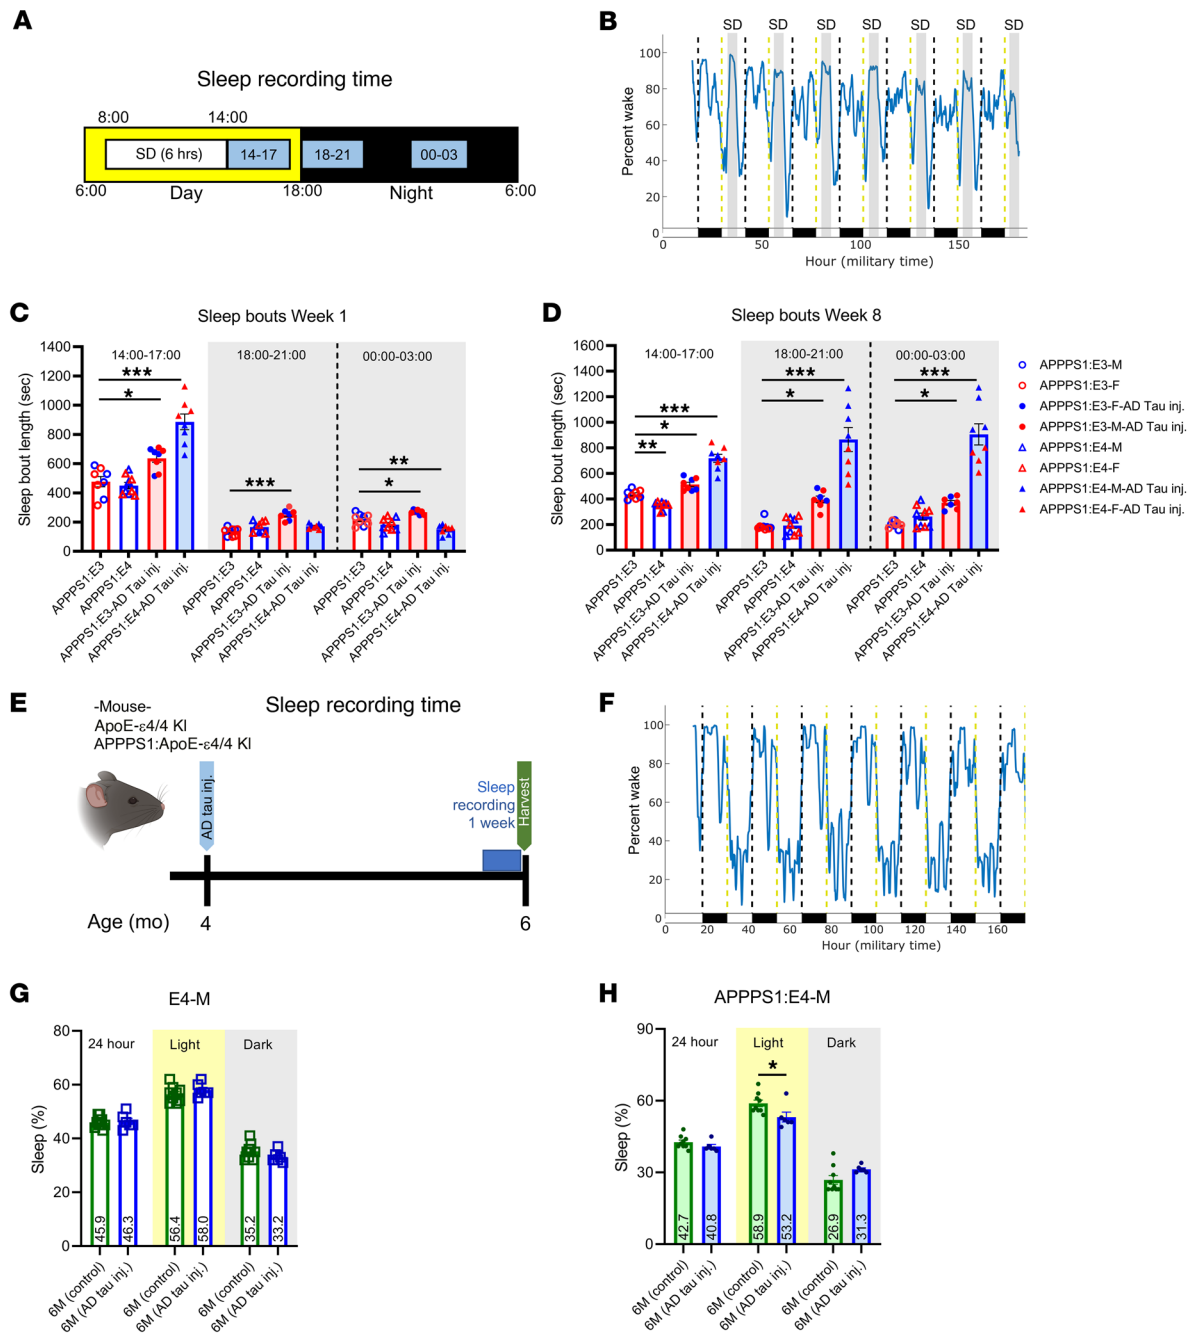 A
Sleep recording time
8:00 14:00
SD (6 hrs) 14-17 18-21 00-03
6:00 Day 18:00 Night 6:00
B
SD SD SD SD SD SD SD
Percent wake
100
80
60
40
20
0
0 50 100 150
Hour (military time)
C
Sleep bouts Week 1
Sleep bout length (sec)
1400
1200
1000
800
600
400
200
0
14:00-17:00 18:00-21:00 00:00-03:00
***
*
***
**
*
APPPS1:E3
APPPS1:E4
APPPS1:E3-AD Tau inj.
APPPS1:E4-AD Tau inj.
APPPS1:E3
APPPS1:E4
APPPS1:E3-AD Tau inj.
APPPS1:E4-AD Tau inj.
APPPS1:E3
APPPS1:E4
APPPS1:E3-AD Tau inj.
APPPS1:E4-AD Tau inj.
D
Sleep bouts Week 8
Sleep bout length (sec)
1600
1400
1200
1000
800
600
400
200
0
14:00-17:00 18:00-21:00 00:00-03:00
***
*
**
***
*
***
*
APPPS1:E3
APPPS1:E4
APPPS1:E3-AD Tau inj.
APPPS1:E4-AD Tau inj.
APPPS1:E3
APPPS1:E4
APPPS1:E3-AD Tau inj.
APPPS1:E4-AD Tau inj.
APPPS1:E3
APPPS1:E4
APPPS1:E3-AD Tau inj.
APPPS1:E4-AD Tau inj.
APPPS1:E3-M
APPPS1:E3-F
APPPS1:E3-F-AD Tau inj.
APPPS1:E3-M-AD Tau inj.
APPPS1:E4-M
APPPS1:E4-F
APPPS1:E4-M-AD Tau inj.
APPPS1:E4-F-AD Tau inj.
E
-Mouse-
ApoE-ε4/4 KI
APPPS1:ApoE-ε4/4 KI
Sleep recording time
AD tau inj.
Sleep
recording
1 week
Harvest
Age (mo) 4 6
F
Percent wake
100
80
60
40
20
0
0 20 40 60 80 100 120 140 160
Hour (military time)
G
E4-M
Sleep (%)
80
60
40
20
0
24 hour Light Dark
45.9 46.3 56.4 58.0 35.2 33.2
6M (control)
6M (AD tau inj.)
6M (control)
6M (AD tau inj.)
6M (control)
6M (AD tau inj.)
H
APPPS1:E4-M
Sleep (%)
90
60
30
0
24 hour Light Dark
*
42.7 40.8 58.9 53.2 26.9 31.3
6M (control)
6M (AD tau inj.)
6M (control)
6M (AD tau inj.)
6M (control)
6M (AD tau inj.)